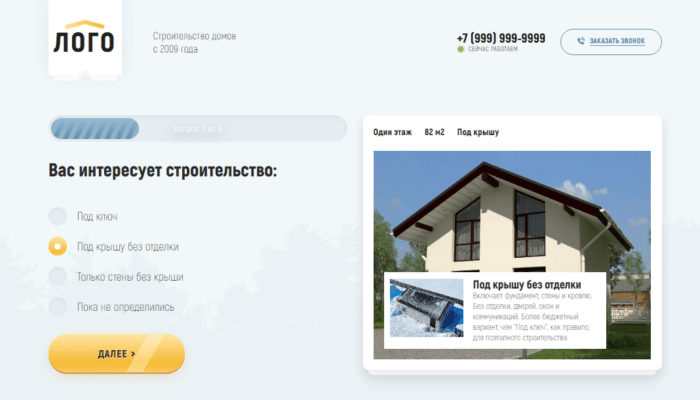 ЛОГО
Строительство домов
с 2009 года
+7 (999) 999-9999
СЕЙЧАС РАБОТАЕМ
ЗАКАЗАТЬ ЗВОНОК
Вопрос 3 из 8
Вас интересует строительство:
Под ключ
Под крышу без отделки
Только стены без крыши
Пока не определились
ДАЛЕЕ >
Один этаж 82 м2 Под крышу
Под крышу без отделки
Включает фундамент, стены и кровлю.
Без отделки, дверей, окон и
коммуникаций. Более бюджетный
вариант, чем "Под ключ", как правило,
для поэтапного строительства